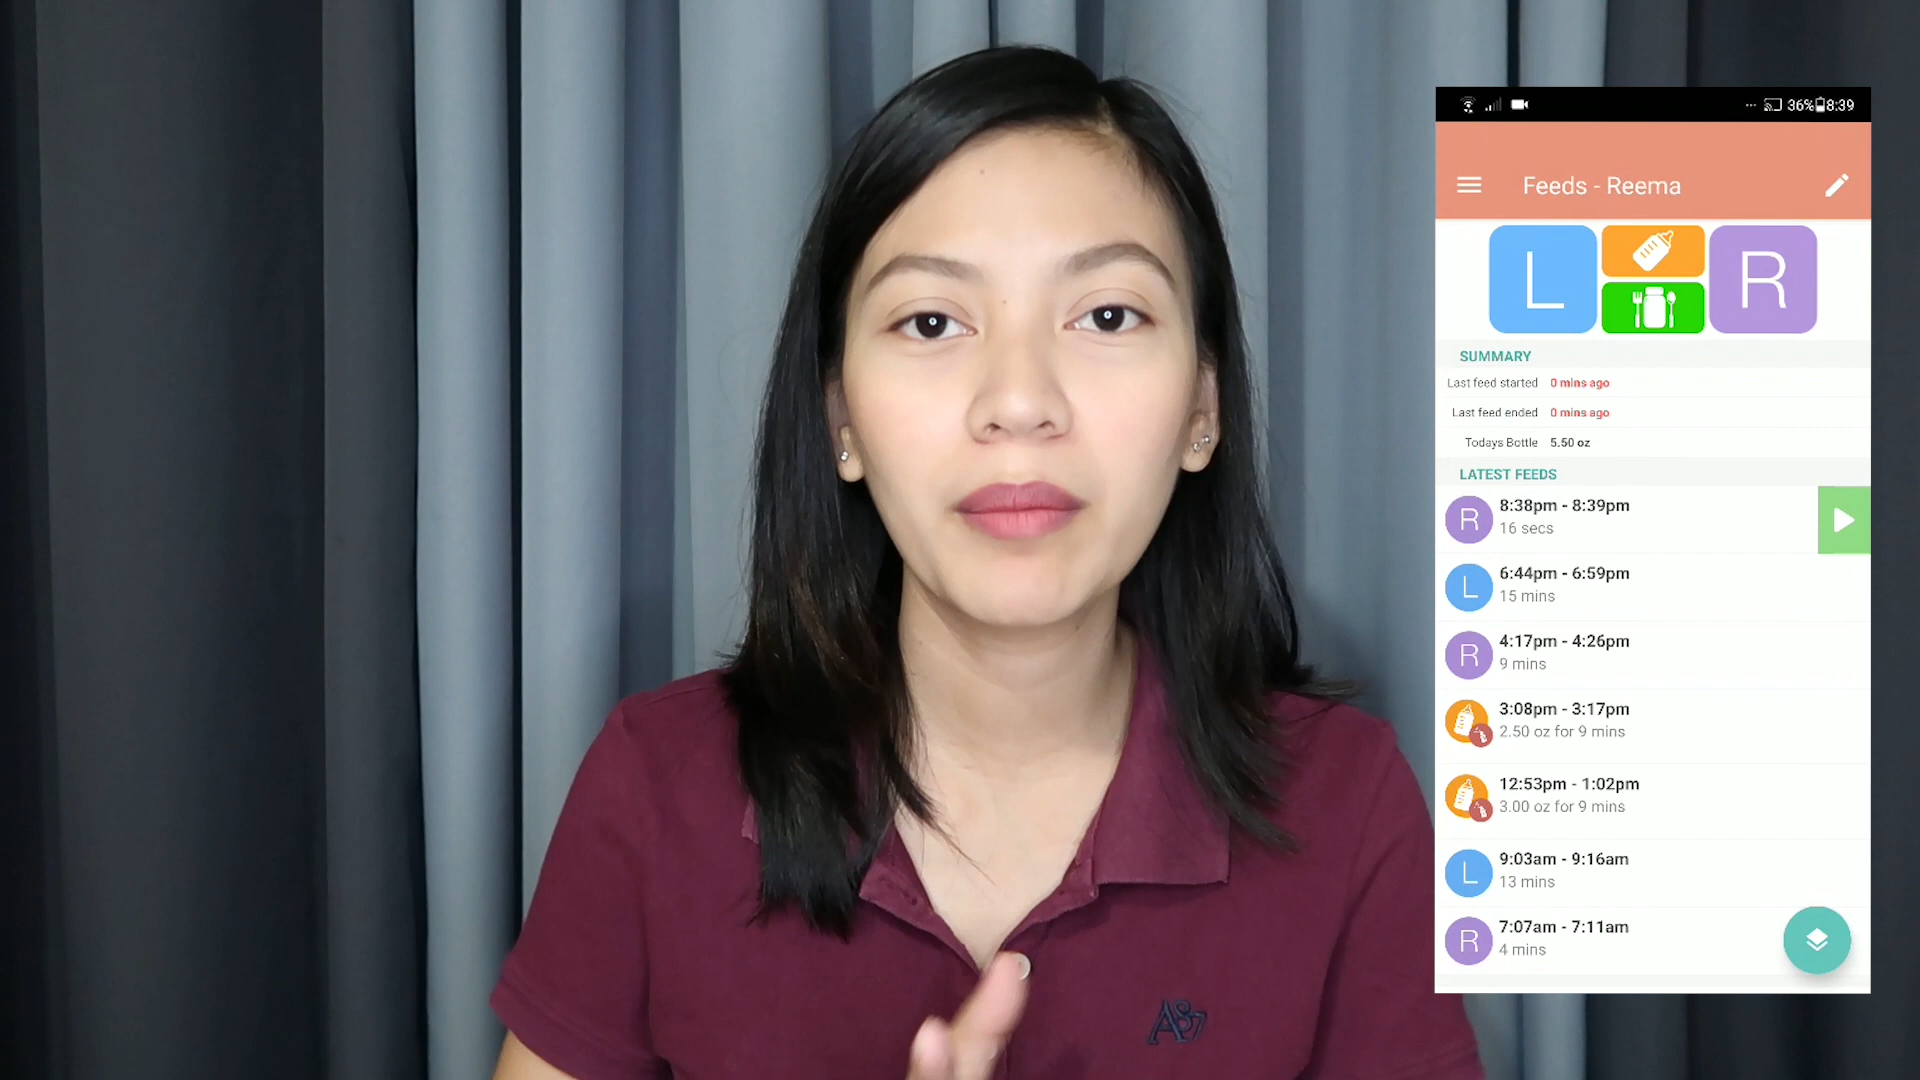 36% 8:39
Feeds - Reema
L
R
SUMMARY
Last feed started 0 mins ago
Last feed ended 0 mins ago
Todays Bottle 5.50 oz
LATEST FEEDS
R 8:38pm - 8:39pm
16 secs
L 6:44pm - 6:59pm
15 mins
R 4:17pm - 4:26pm
9 mins
3:08pm - 3:17pm
2.50 oz for 9 mins
12:53pm - 1:02pm
3.00 oz for 9 mins
L 9:03am - 9:16am
13 mins
R 7:07am - 7:11am
4 mins
A87